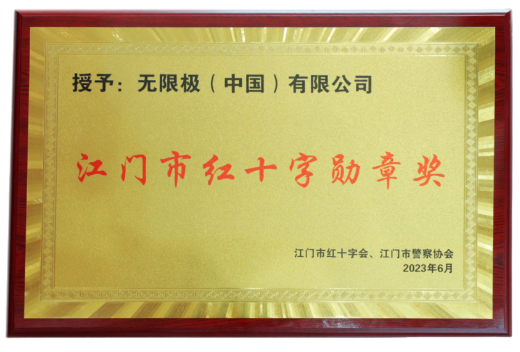 授予：无限极（中国）有限公司
江门市红十字勋章奖
江门市红十字会、江门市警察协会
2023年6月